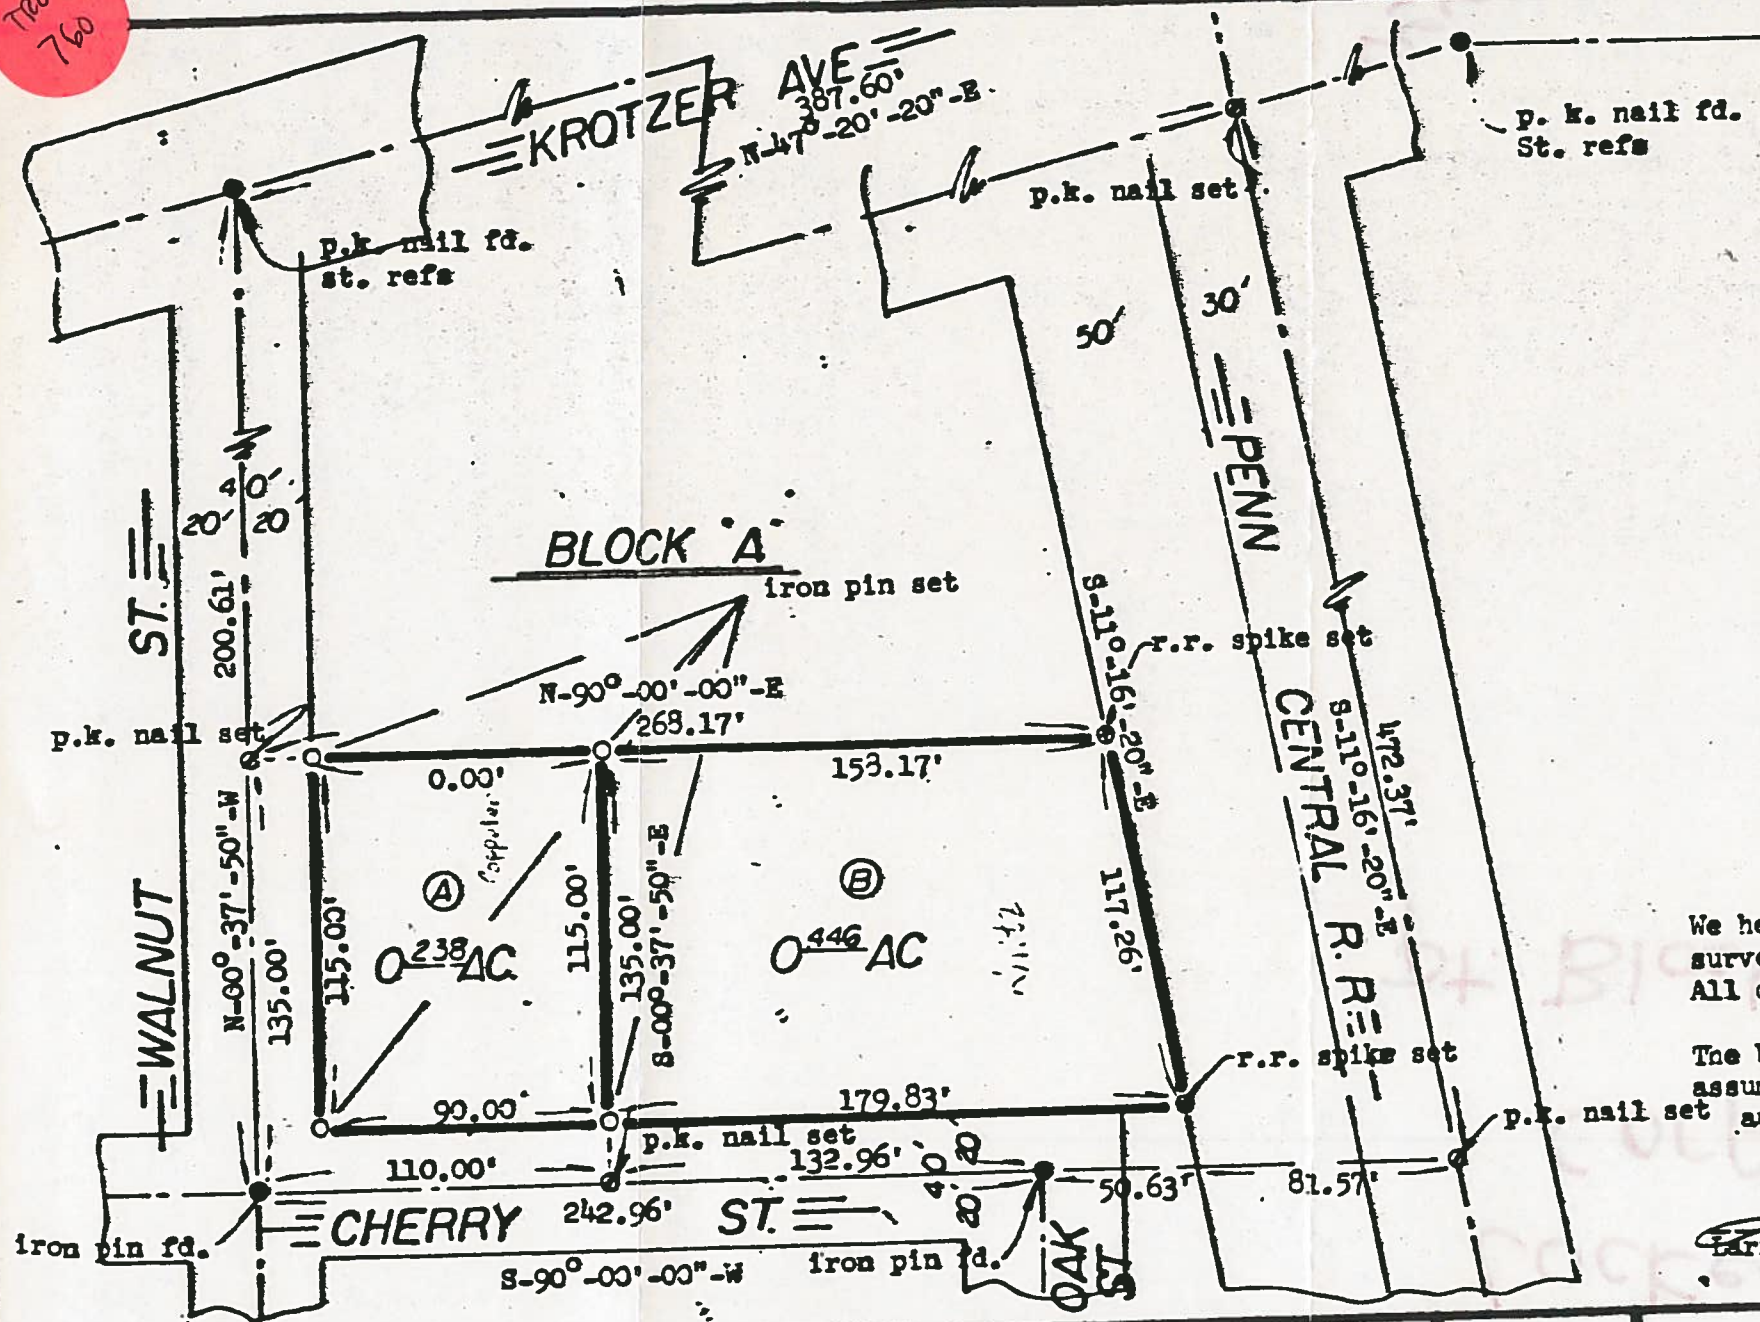 760
KROTZER AVE
387.60'
N-47°-20'-20"-E.
p. k. nail fd.
St. refs
p.k. nail set
p.k. nail fd.
st. refs
50'
30'
PENN CENTRAL R. R.
40'
20' 20
200.61'
WALNUT ST.
BLOCK "A"
iron pin set
S-11°-16'-20"-E
r.r. spike set
472.37'
S-11°-16'-20"-E
N-90°-00'-00"-E
268.17'
p.k. nail set
0.00'
158.17'
N-00°-37'-50"-W
135.00'
115.00'
A
0.238 AC.
115.00'
135.00'
S-00°-37'-50"-E
B
0.446 AC
117.26'
We he
surve
All
The
assum
r.r. spike set
p.k. nail set
90.00'
179.83'
p.k. nail set
110.00'
132.96'
40
20
20
50.63'
81.57'
CHERRY ST.
242.96'
iron pin fd.
iron pin fd.
S-90°-00'-00"-W
OAK ST